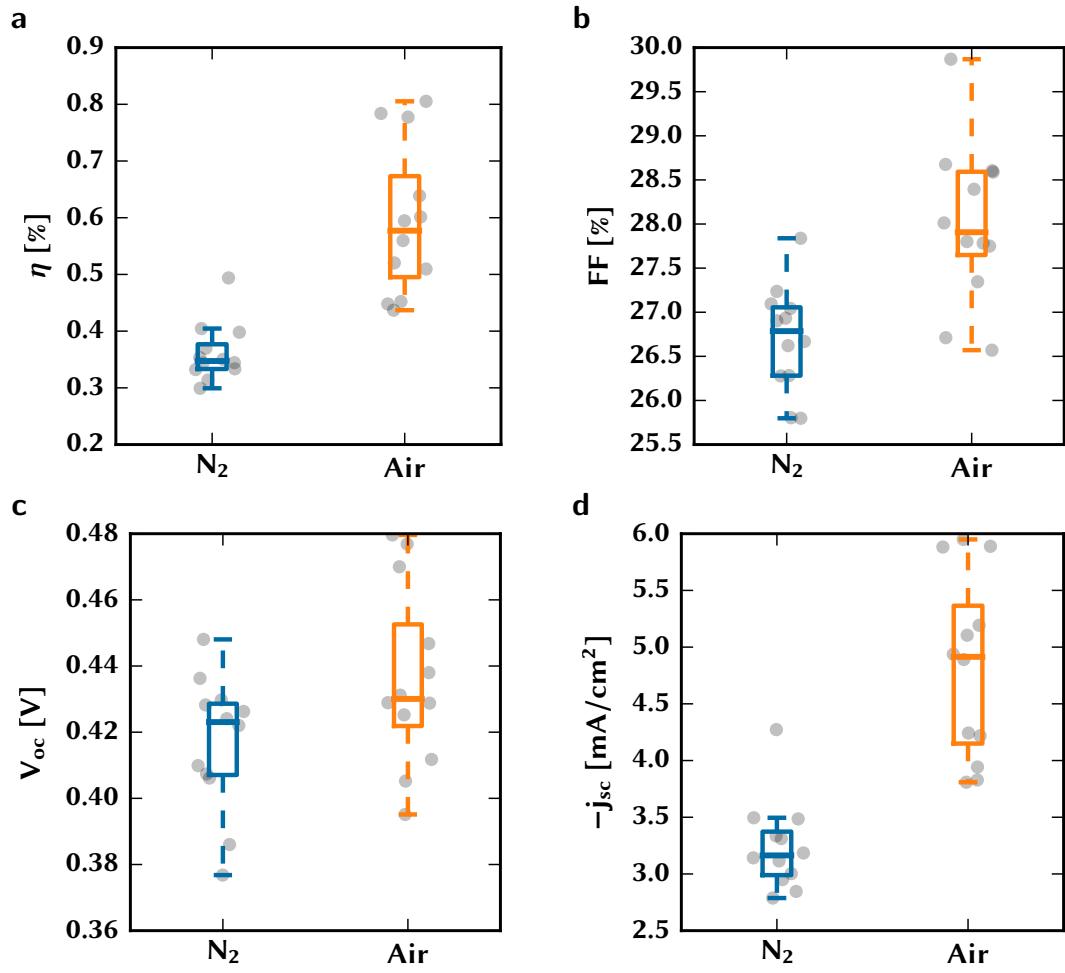 a
0.9
0.8
0.7
0.6
0.5
0.4
0.3
0.2
η [%]
N₂
Air
b
30.0
29.5
29.0
28.5
28.0
27.5
27.0
26.5
26.0
25.5
FF [%]
N₂
Air
c
0.48
0.46
0.44
0.42
0.40
0.38
0.36
V_oc [V]
N₂
Air
d
6.0
5.5
5.0
4.5
4.0
3.5
3.0
2.5
−j_sc [mA/cm²]
N₂
Air